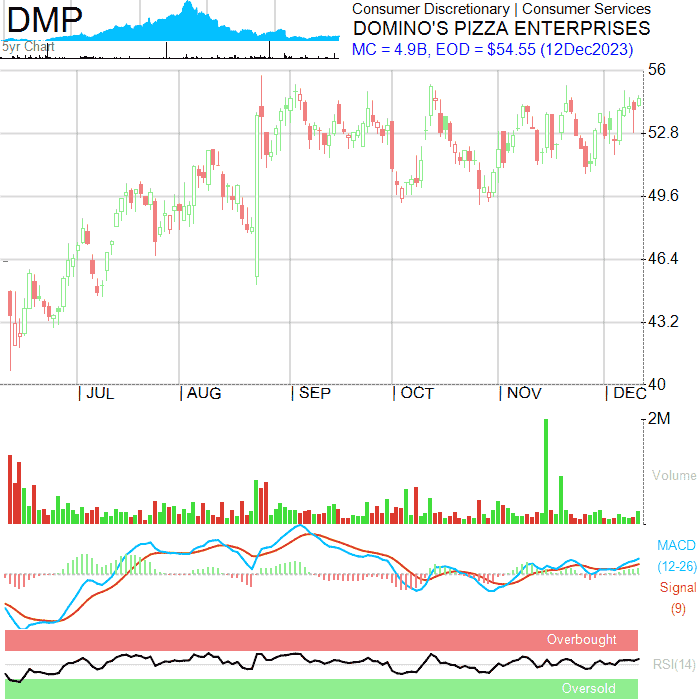 DMP
5yr Chart
Consumer Discretionary | Consumer Services
DOMINO'S PIZZA ENTERPRISES
MC = 4.9B, EOD = $54.55 (12Dec2023)
56
52.8
49.6
46.4
43.2
40
JUL AUG SEP OCT NOV DEC
2M
Volume
MACD
(12-26)
Signal
(9)
Overbought
RSI(14)
Oversold